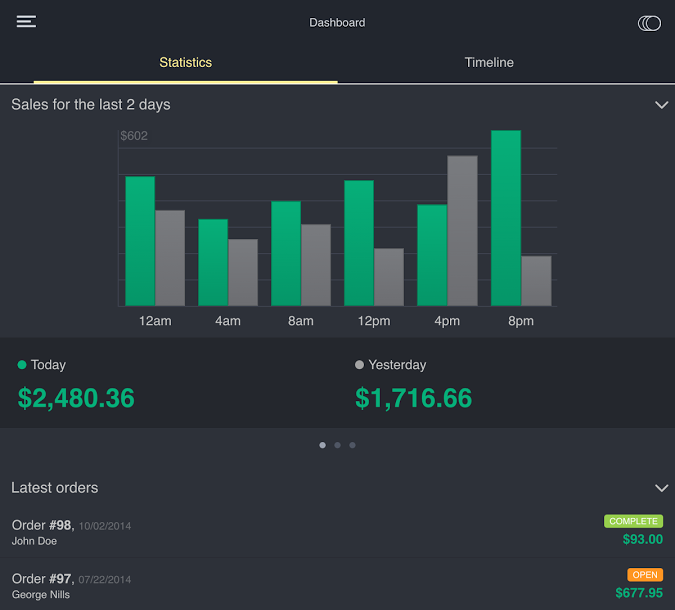 Dashboard
Statistics Timeline
Sales for the last 2 days
$602
12am 4am 8am 12pm 4pm 8pm
Today Yesterday
$2,480.36 $1,716.66
Latest orders
Order #98, 10/02/2014 COMPLETE
John Doe $93.00
Order #97, 07/22/2014 OPEN
George Nills $677.95